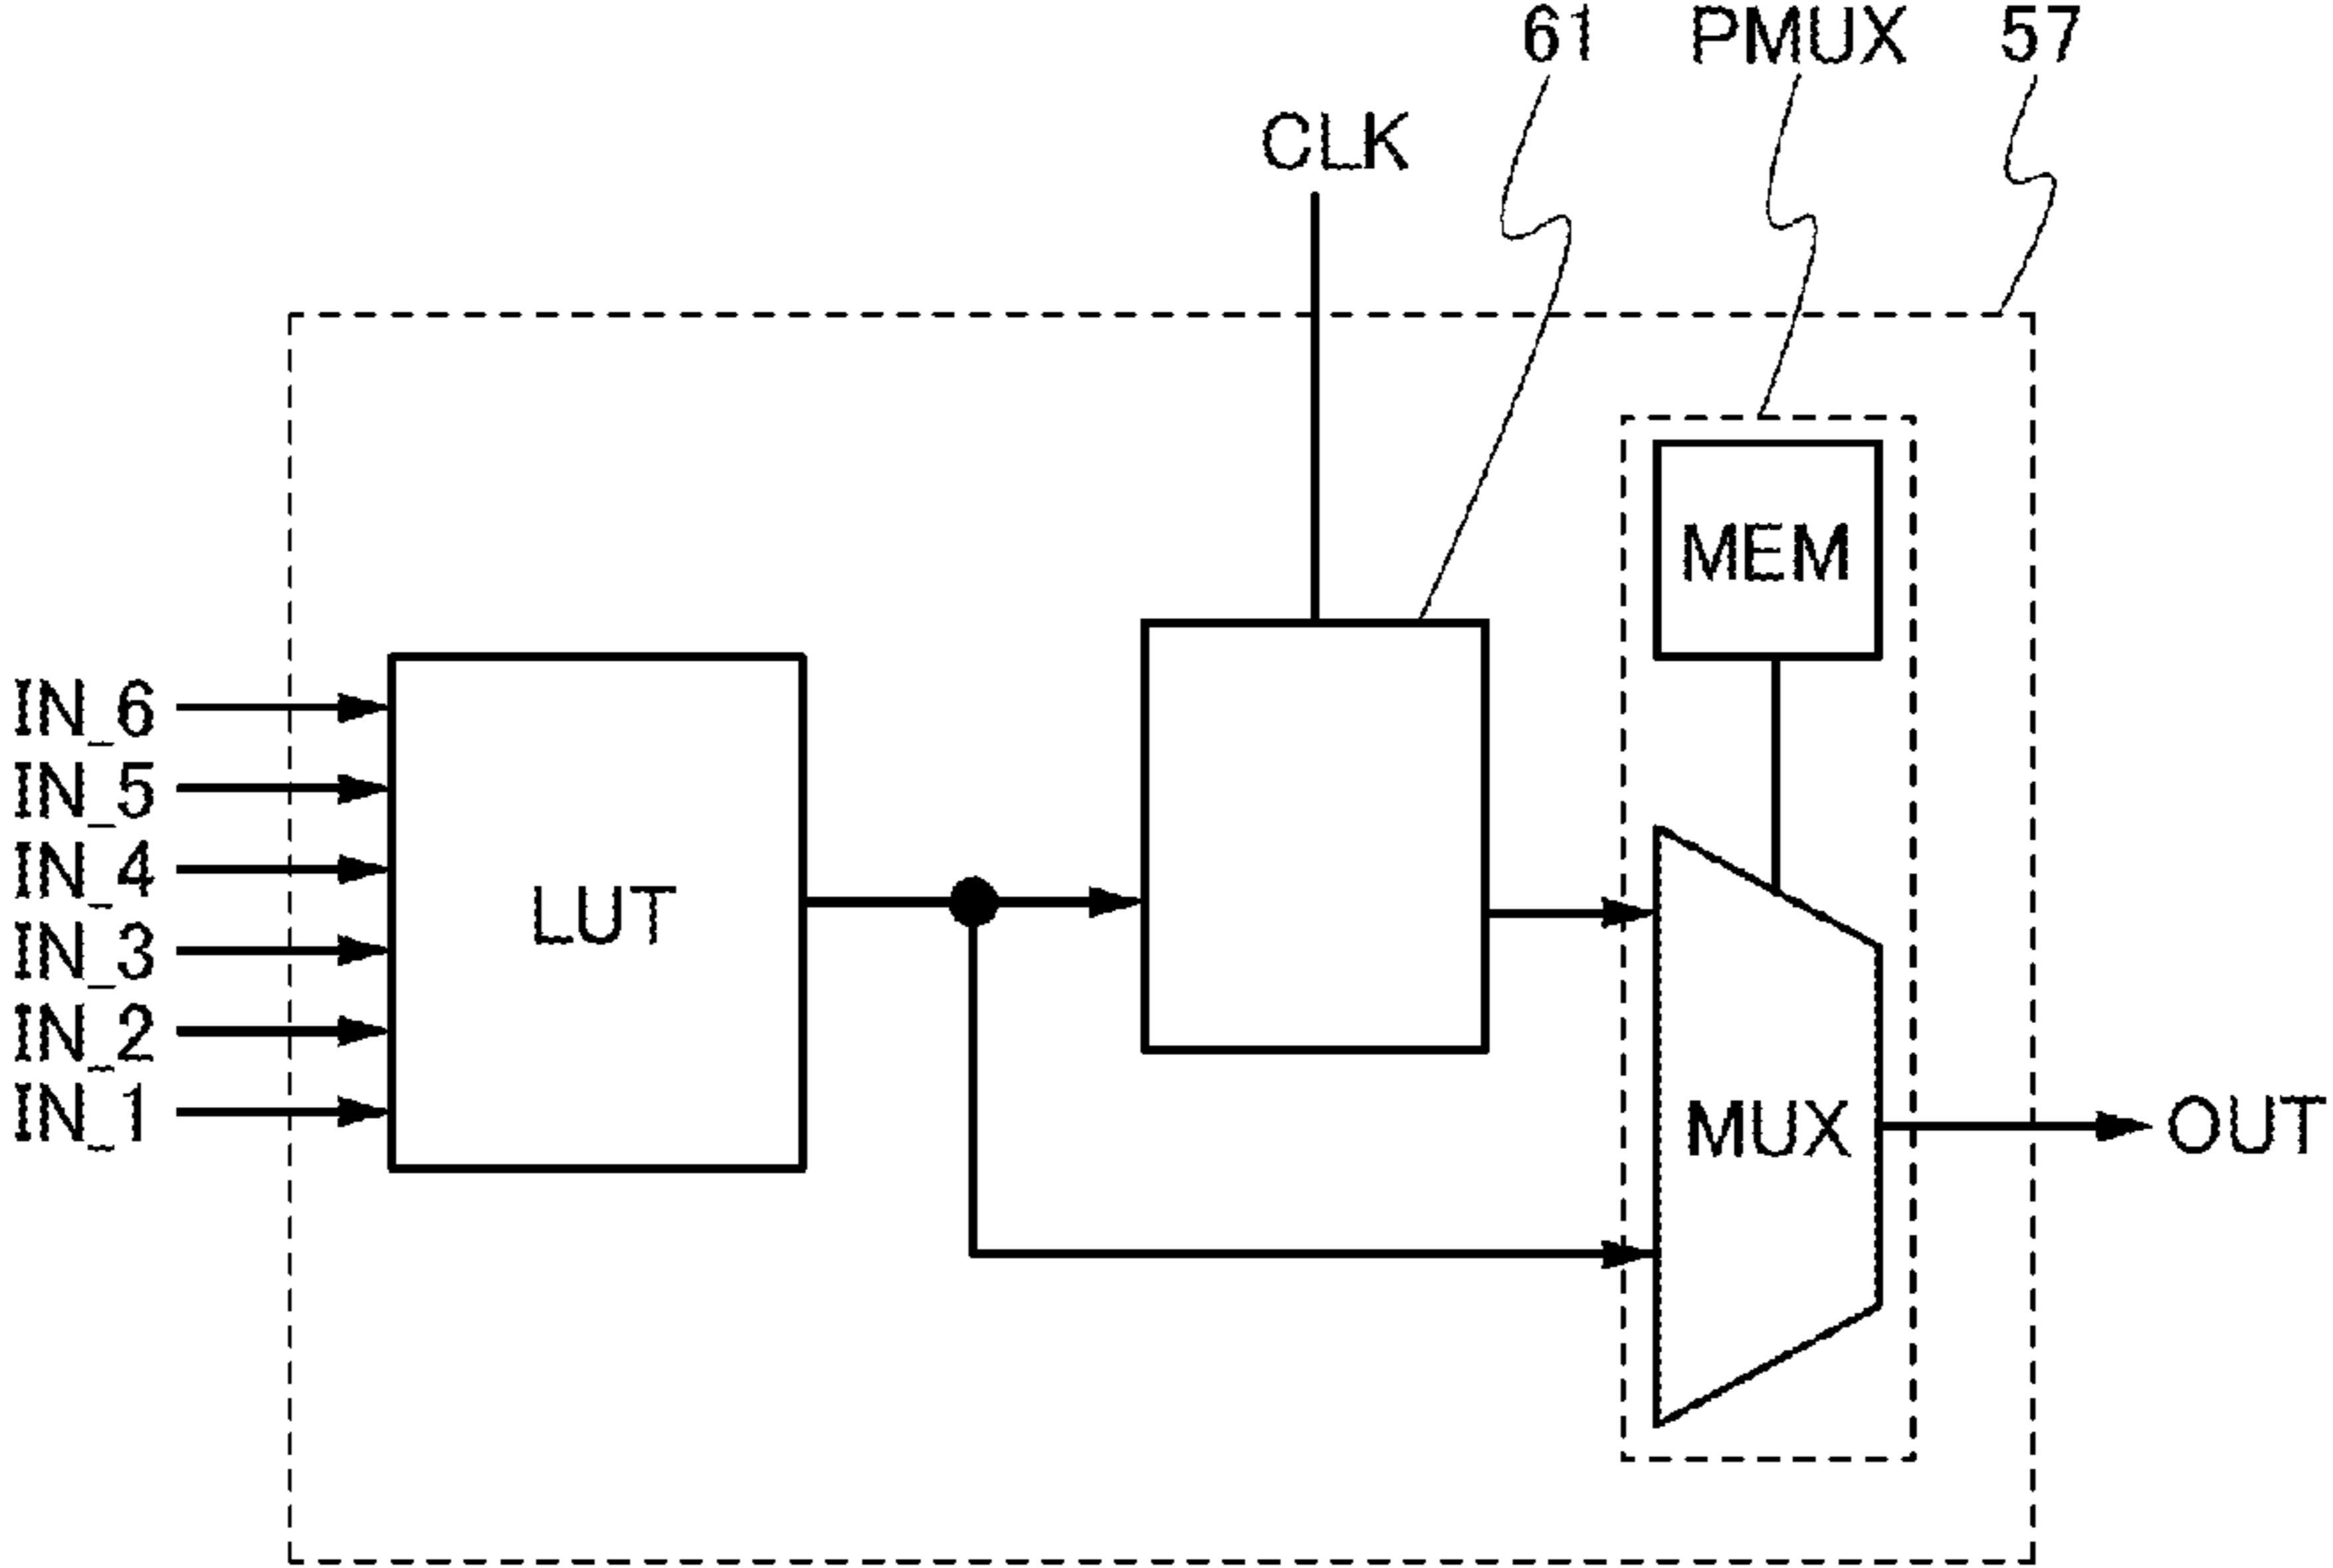 61 PMUX 57
CLK
MEM
IN_6
IN_5
IN_4
IN_3
IN_2
IN_1
LUT
MUX
OUT